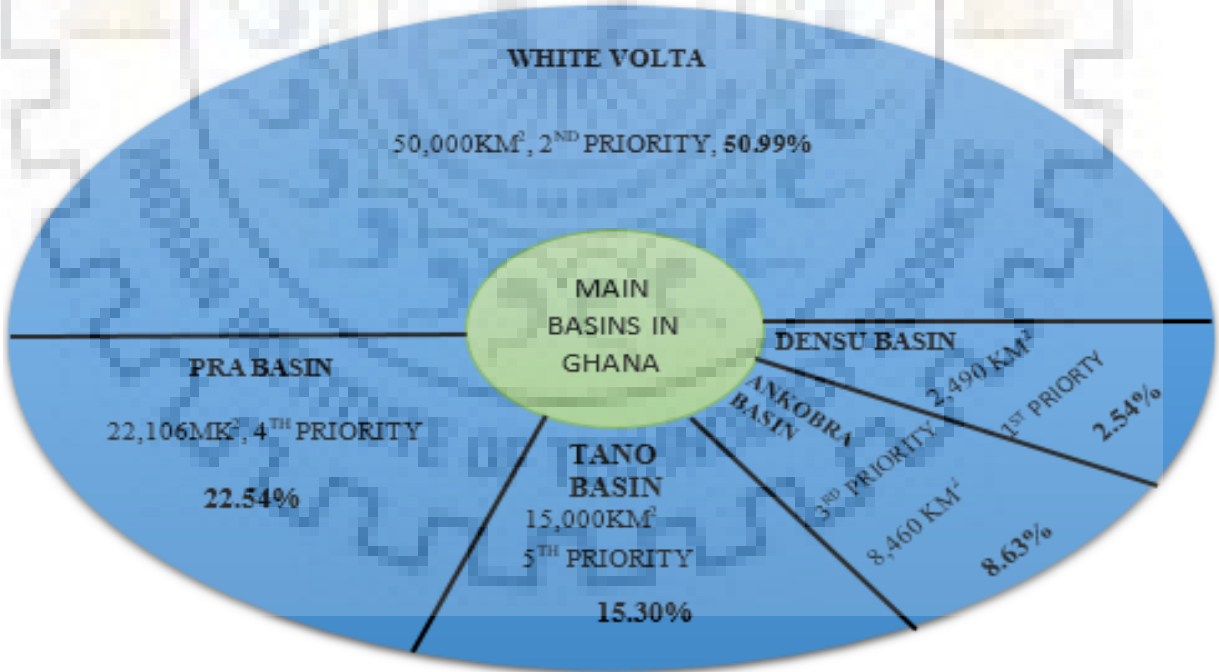 WHITE VOLTA
50,000KM², 2ᴺᴰ PRIORITY, 50.99%
MAIN
BASINS IN
GHANA
PRA BASIN
22,106MK², 4ᵀᴴ PRIORITY
22.54%
TANO
BASIN
15,000KM²
5ᵀᴴ PRIORITY
15.30%
ANKOBRA
BASIN
3ᴿᴰ PRIORITY
8,460 KM²
8.63%
DENSU BASIN
2,490 KM²
1ˢᵀ PRIORTY
2.54%